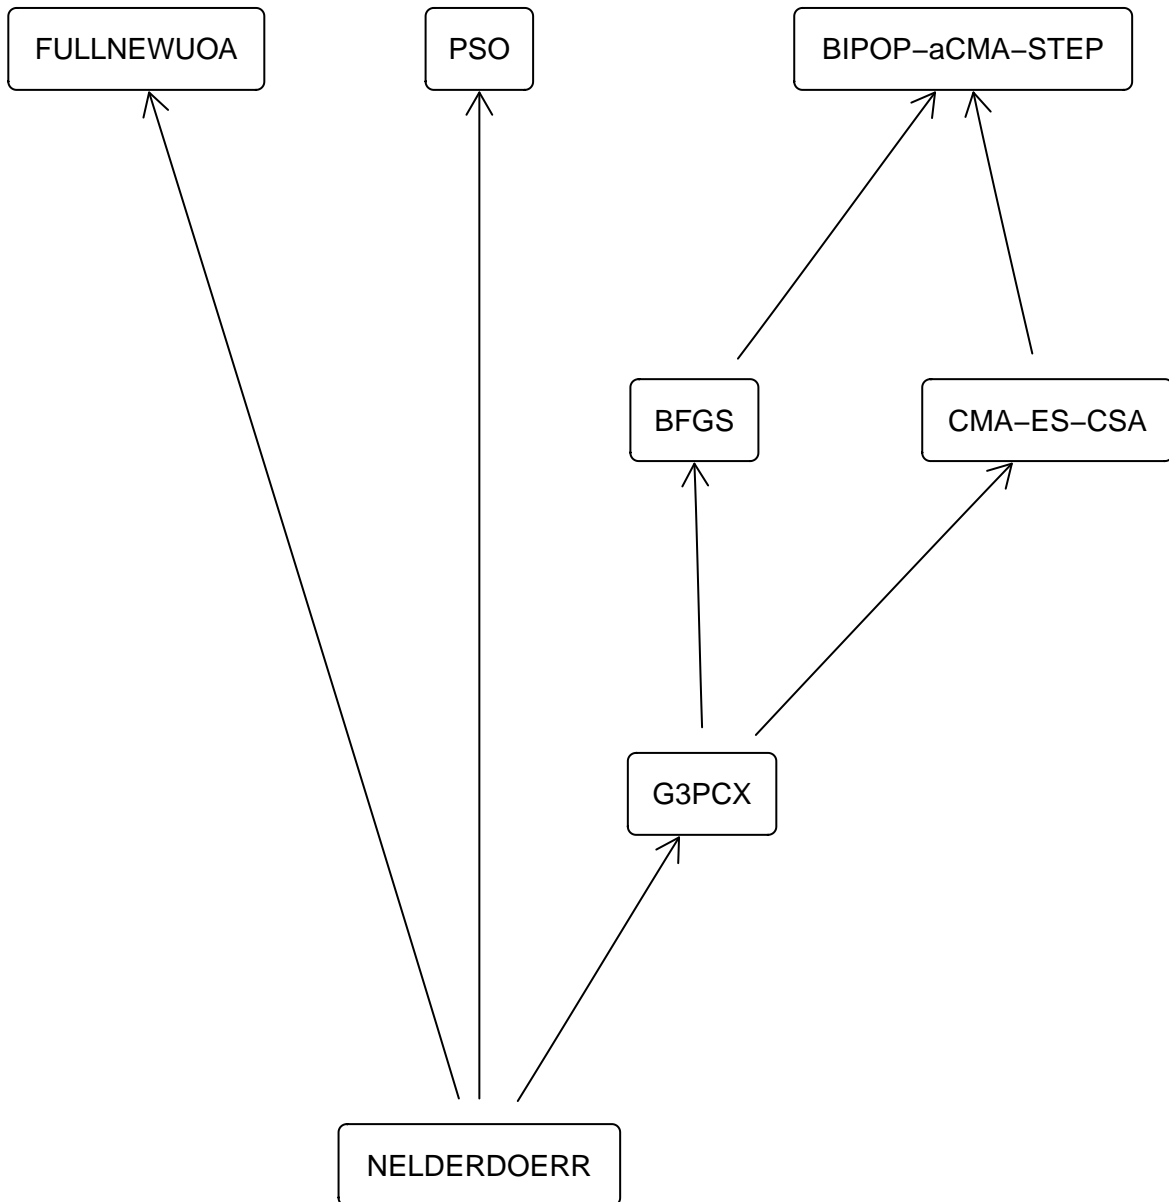 FULLNEWUOA
PSO
BIPOP−aCMA−STEP
BFGS
CMA−ES−CSA
G3PCX
NELDERDOERR